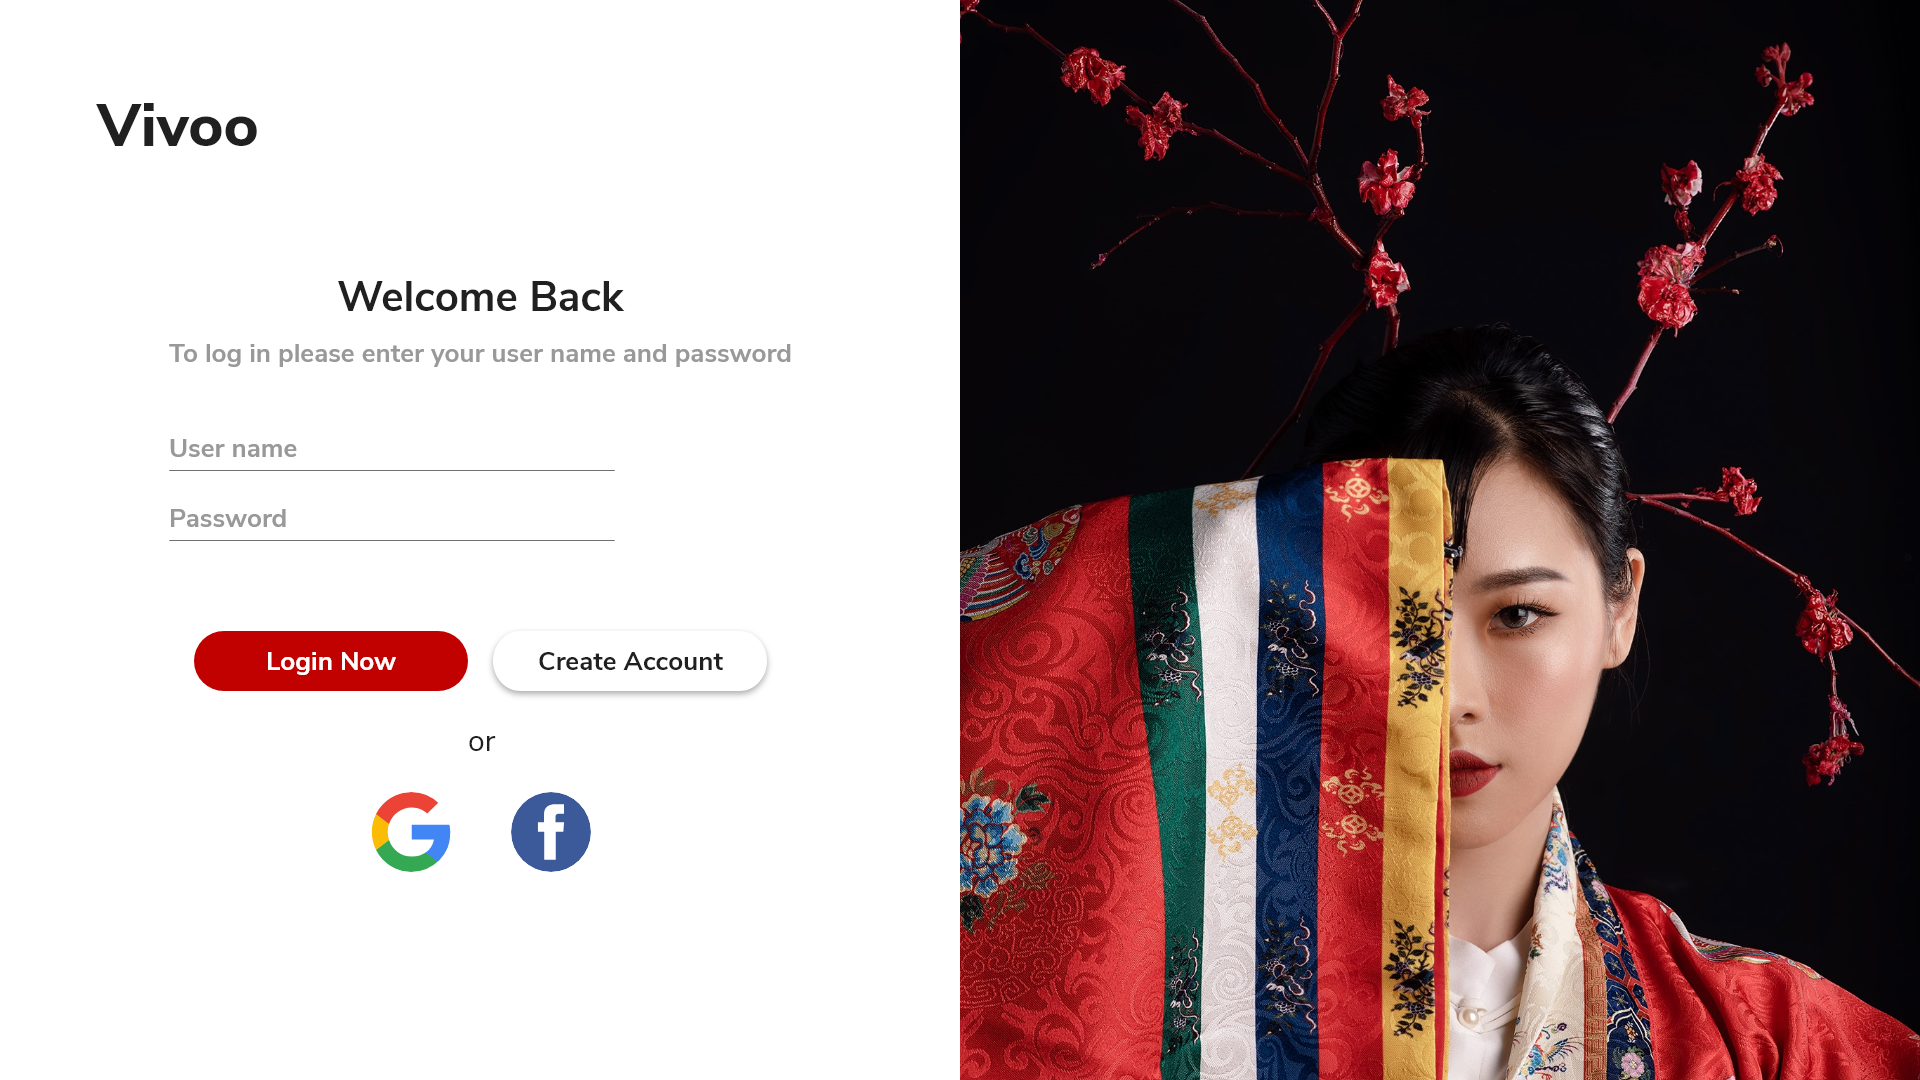 Vivoo
Welcome Back
To log in please enter your user name and password
User name
Password
Login Now
Create Account
or